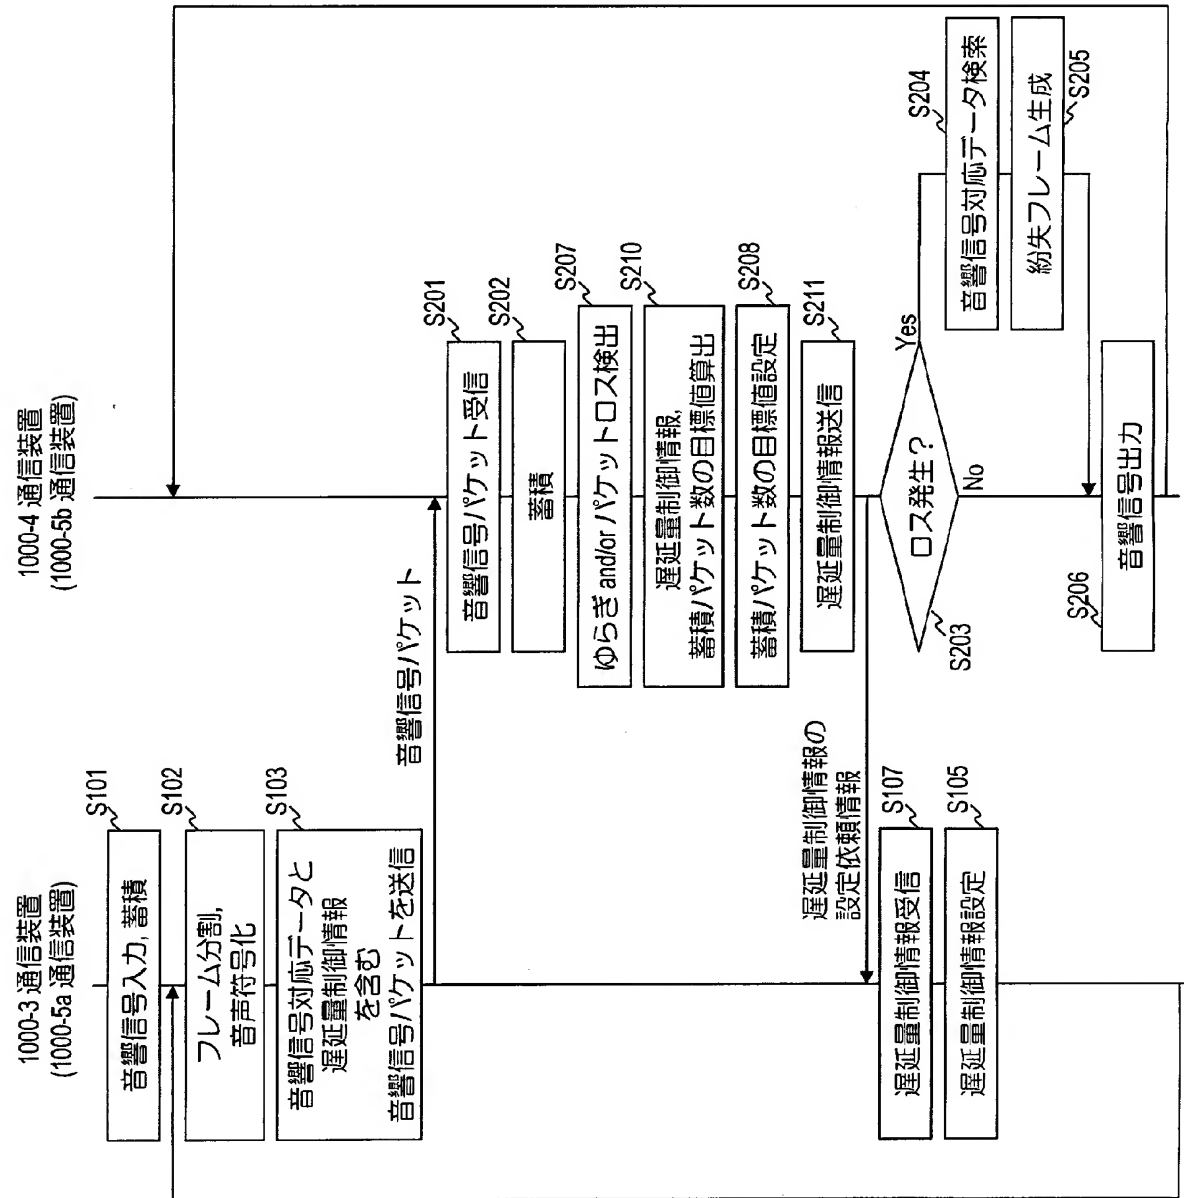 1000-3 通信装置
(1000-5a 通信装置)
S101
音響信号入力, 蓄積
S102
フレーム分割,
音声符号化
S103
音響信号対応データと
遅延量制御情報
を含む
音響信号パケットを送信
音響信号パケット
遅延量制御情報の
設定依頼情報
S107
遅延量制御情報受信
S105
遅延量制御情報設定
1000-4 通信装置
(1000-5b 通信装置)
S201
音響信号パケット受信
S202
蓄積
S207
ゆらぎ and/or パケットロス検出
S210
遅延量制御情報,
蓄積パケット数の目標値算出
S208
蓄積パケット数の目標値設定
S211
遅延量制御情報送信
ロス発生?
S203
Yes
No
S204
音響信号対応データ検索
S205
紛失フレーム生成
S206
音響信号出力